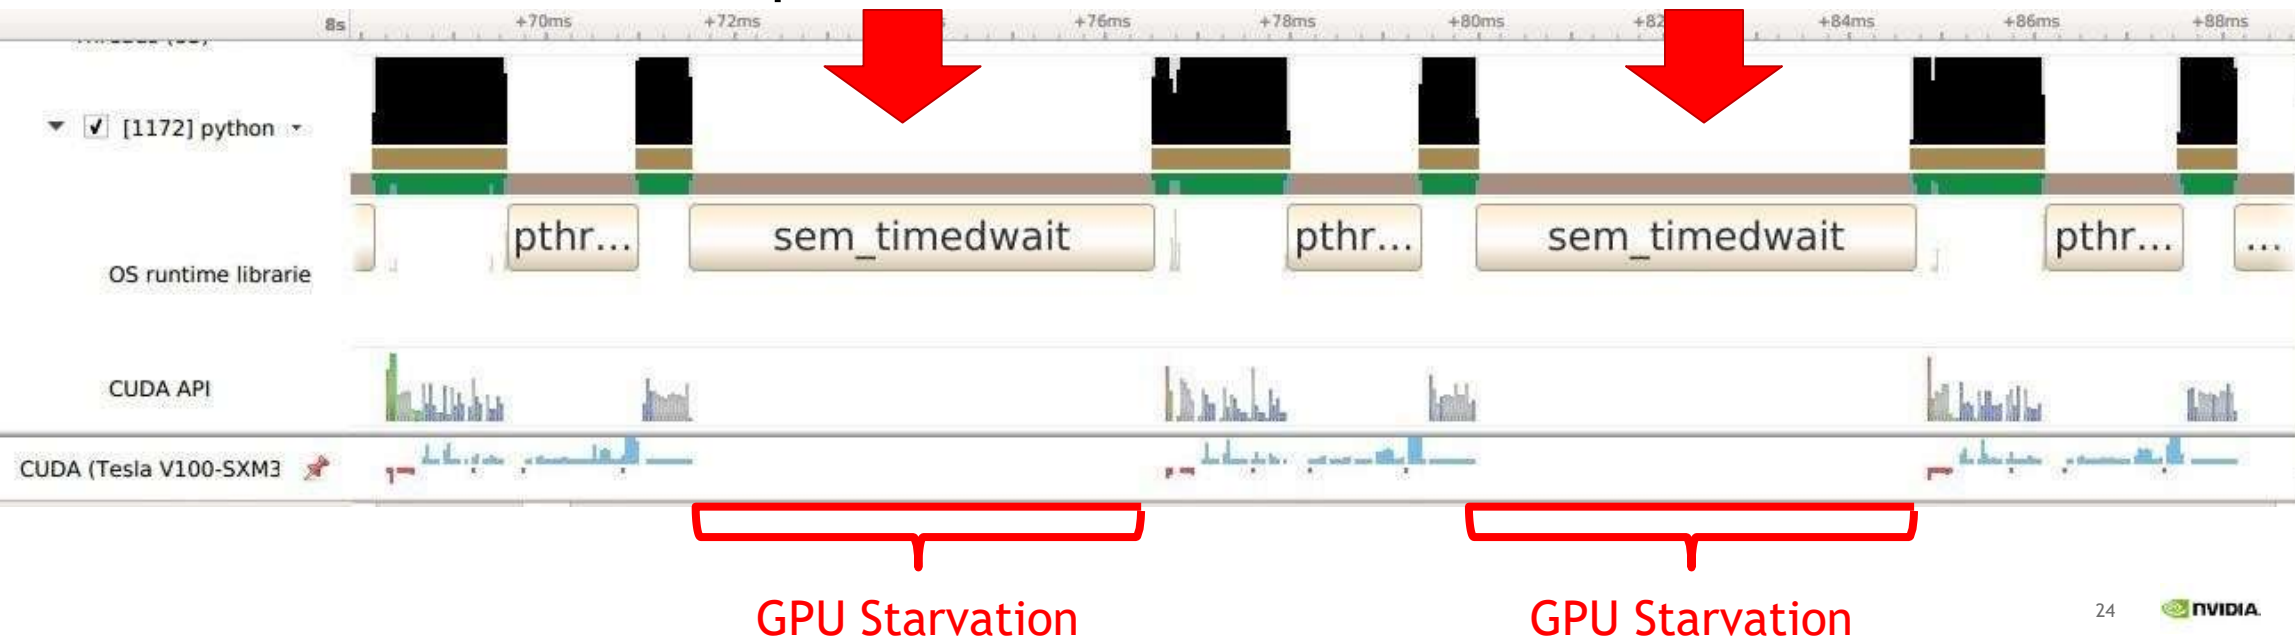 8s +70ms +72ms +76ms +78ms +80ms +82 +84ms +86ms +88ms
[1172] python
pthr... sem_timedwait pthr... sem_timedwait pthr... ...
OS runtime librarie
CUDA API
CUDA (Tesla V100-SXM3
GPU Starvation GPU Starvation
24 NVIDIA.